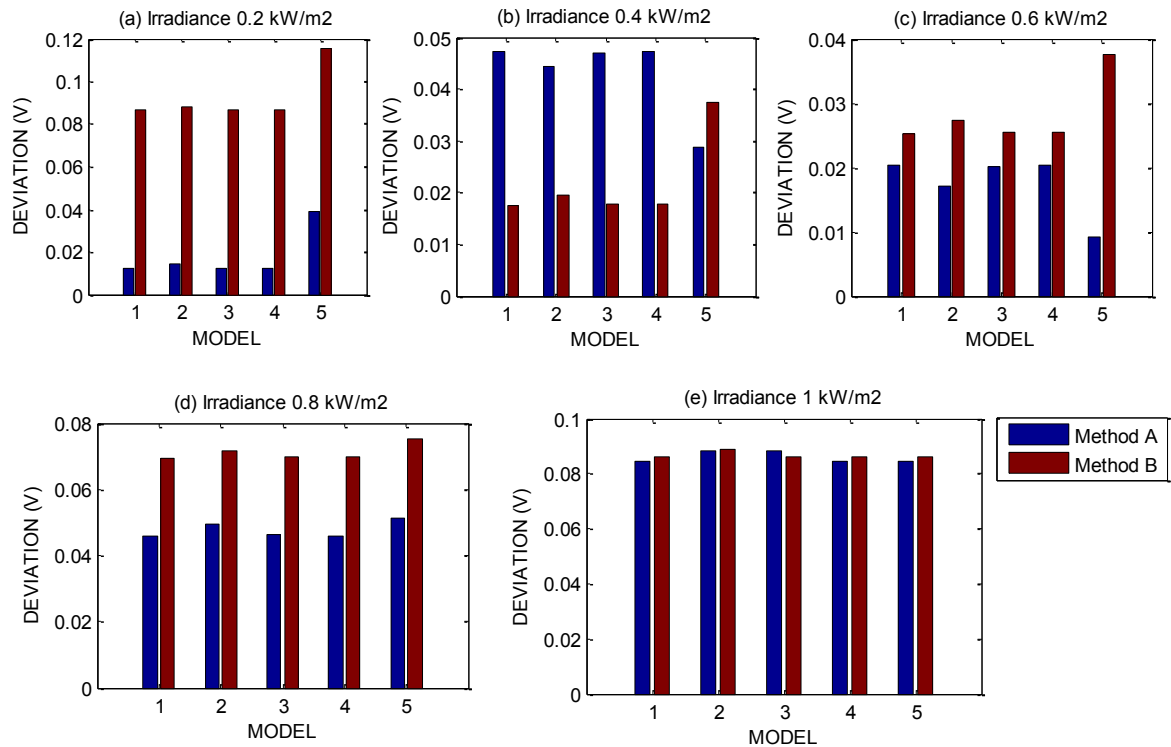 (a) Irradiance 0.2 kW/m2
0.12
0.1
0.08
0.06
0.04
0.02
0
DEVIATION (V)
1 2 3 4 5
MODEL
(b) Irradiance 0.4 kW/m2
0.05
0.04
0.03
0.02
0.01
0.00
DEVIATION (V)
1 2 3 4 5
MODEL
(c) Irradiance 0.6 kW/m2
0.04
0.03
0.02
0.01
0
DEVIATION (V)
1 2 3 4 5
MODEL
(d) Irradiance 0.8 kW/m2
0.08
0.06
0.04
0.02
0
DEVIATION (V)
1 2 3 4 5
MODEL
(e) Irradiance 1 kW/m2
0.1
0.08
0.06
0.04
0.02
0
DEVIATION (V)
1 2 3 4 5
MODEL
Method A
Method B